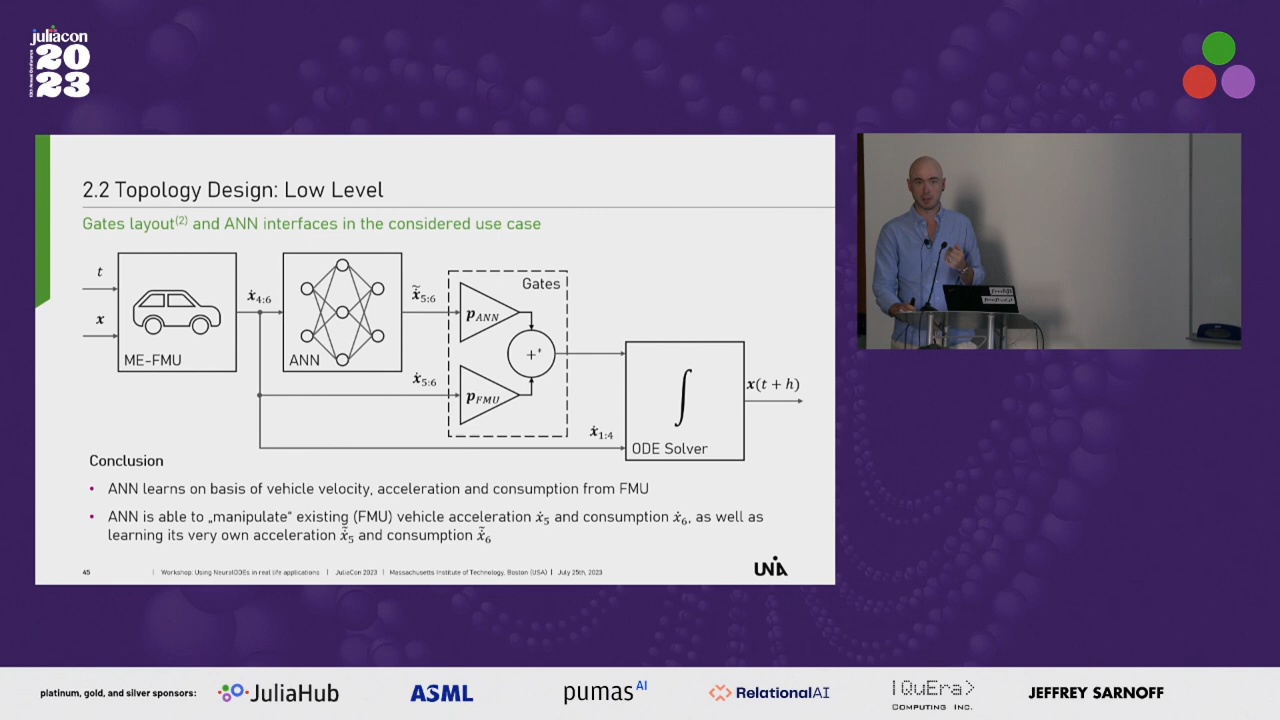 juliacon
20
23
2.2 Topology Design: Low Level
Gates layout⁽²⁾ and ANN interfaces in the considered use case
t
x
ME-FMU
ẋ₄:₆
ANN
x̃̇₅:₆
Gates
p_ANN
+
ẋ₅:₆
p_FMU
ẋ₁:₄
∫
ODE Solver
x(t + h)
Conclusion
• ANN learns on basis of vehicle velocity, acceleration and consumption from FMU
• ANN is able to „manipulate" existing (FMU) vehicle acceleration ẋ₅ and consumption ẋ₆, as well as
learning its very own acceleration x̃̇₅ and consumption x̃̇₆
45 | Workshop: Using NeuralODEs in real life applications | JuliaCon 2023 | Massachusetts Institute of Technology, Boston (USA) | July 25th, 2023
UNIA
platinum, gold, and silver sponsors: JuliaHub ASML pumas AI RelationalAI |QuEra> COMPUTING INC. JEFFREY SARNOFF